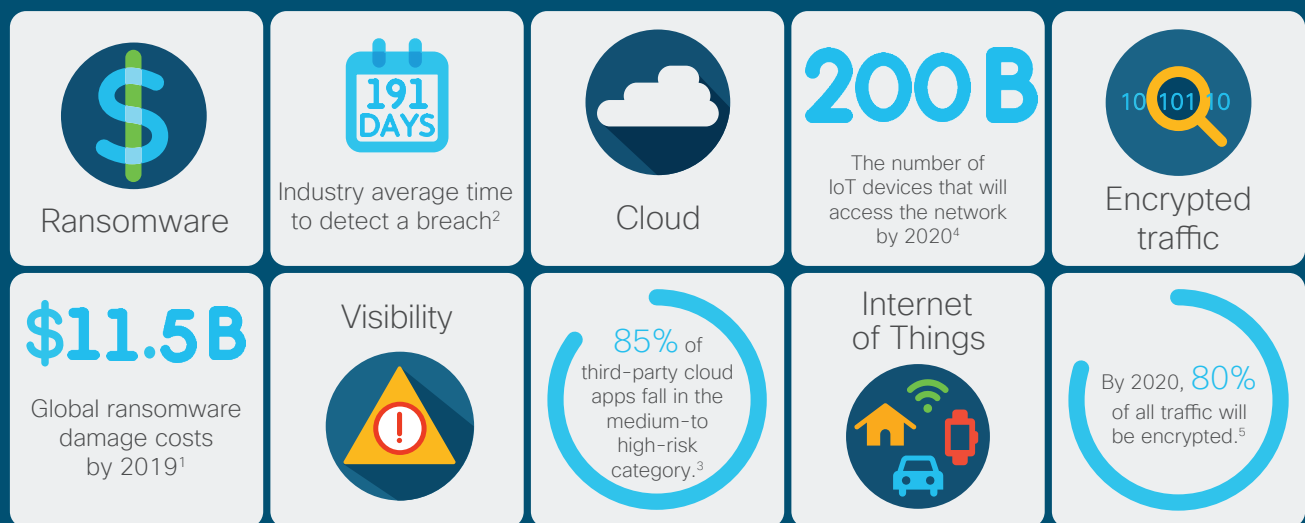 Ransomware
191
DAYS
Industry average time
to detect a breach2
Cloud
200 B
The number of
IoT devices that will
access the network
by 20204
10 101 10
Encrypted
traffic
$11.5 B
Global ransomware
damage costs
by 20191
Visibility
!
85% of
third-party cloud
apps fall in the
medium-to
high-risk
category.3
Internet
of Things
By 2020, 80%
of all traffic will
be encrypted.5